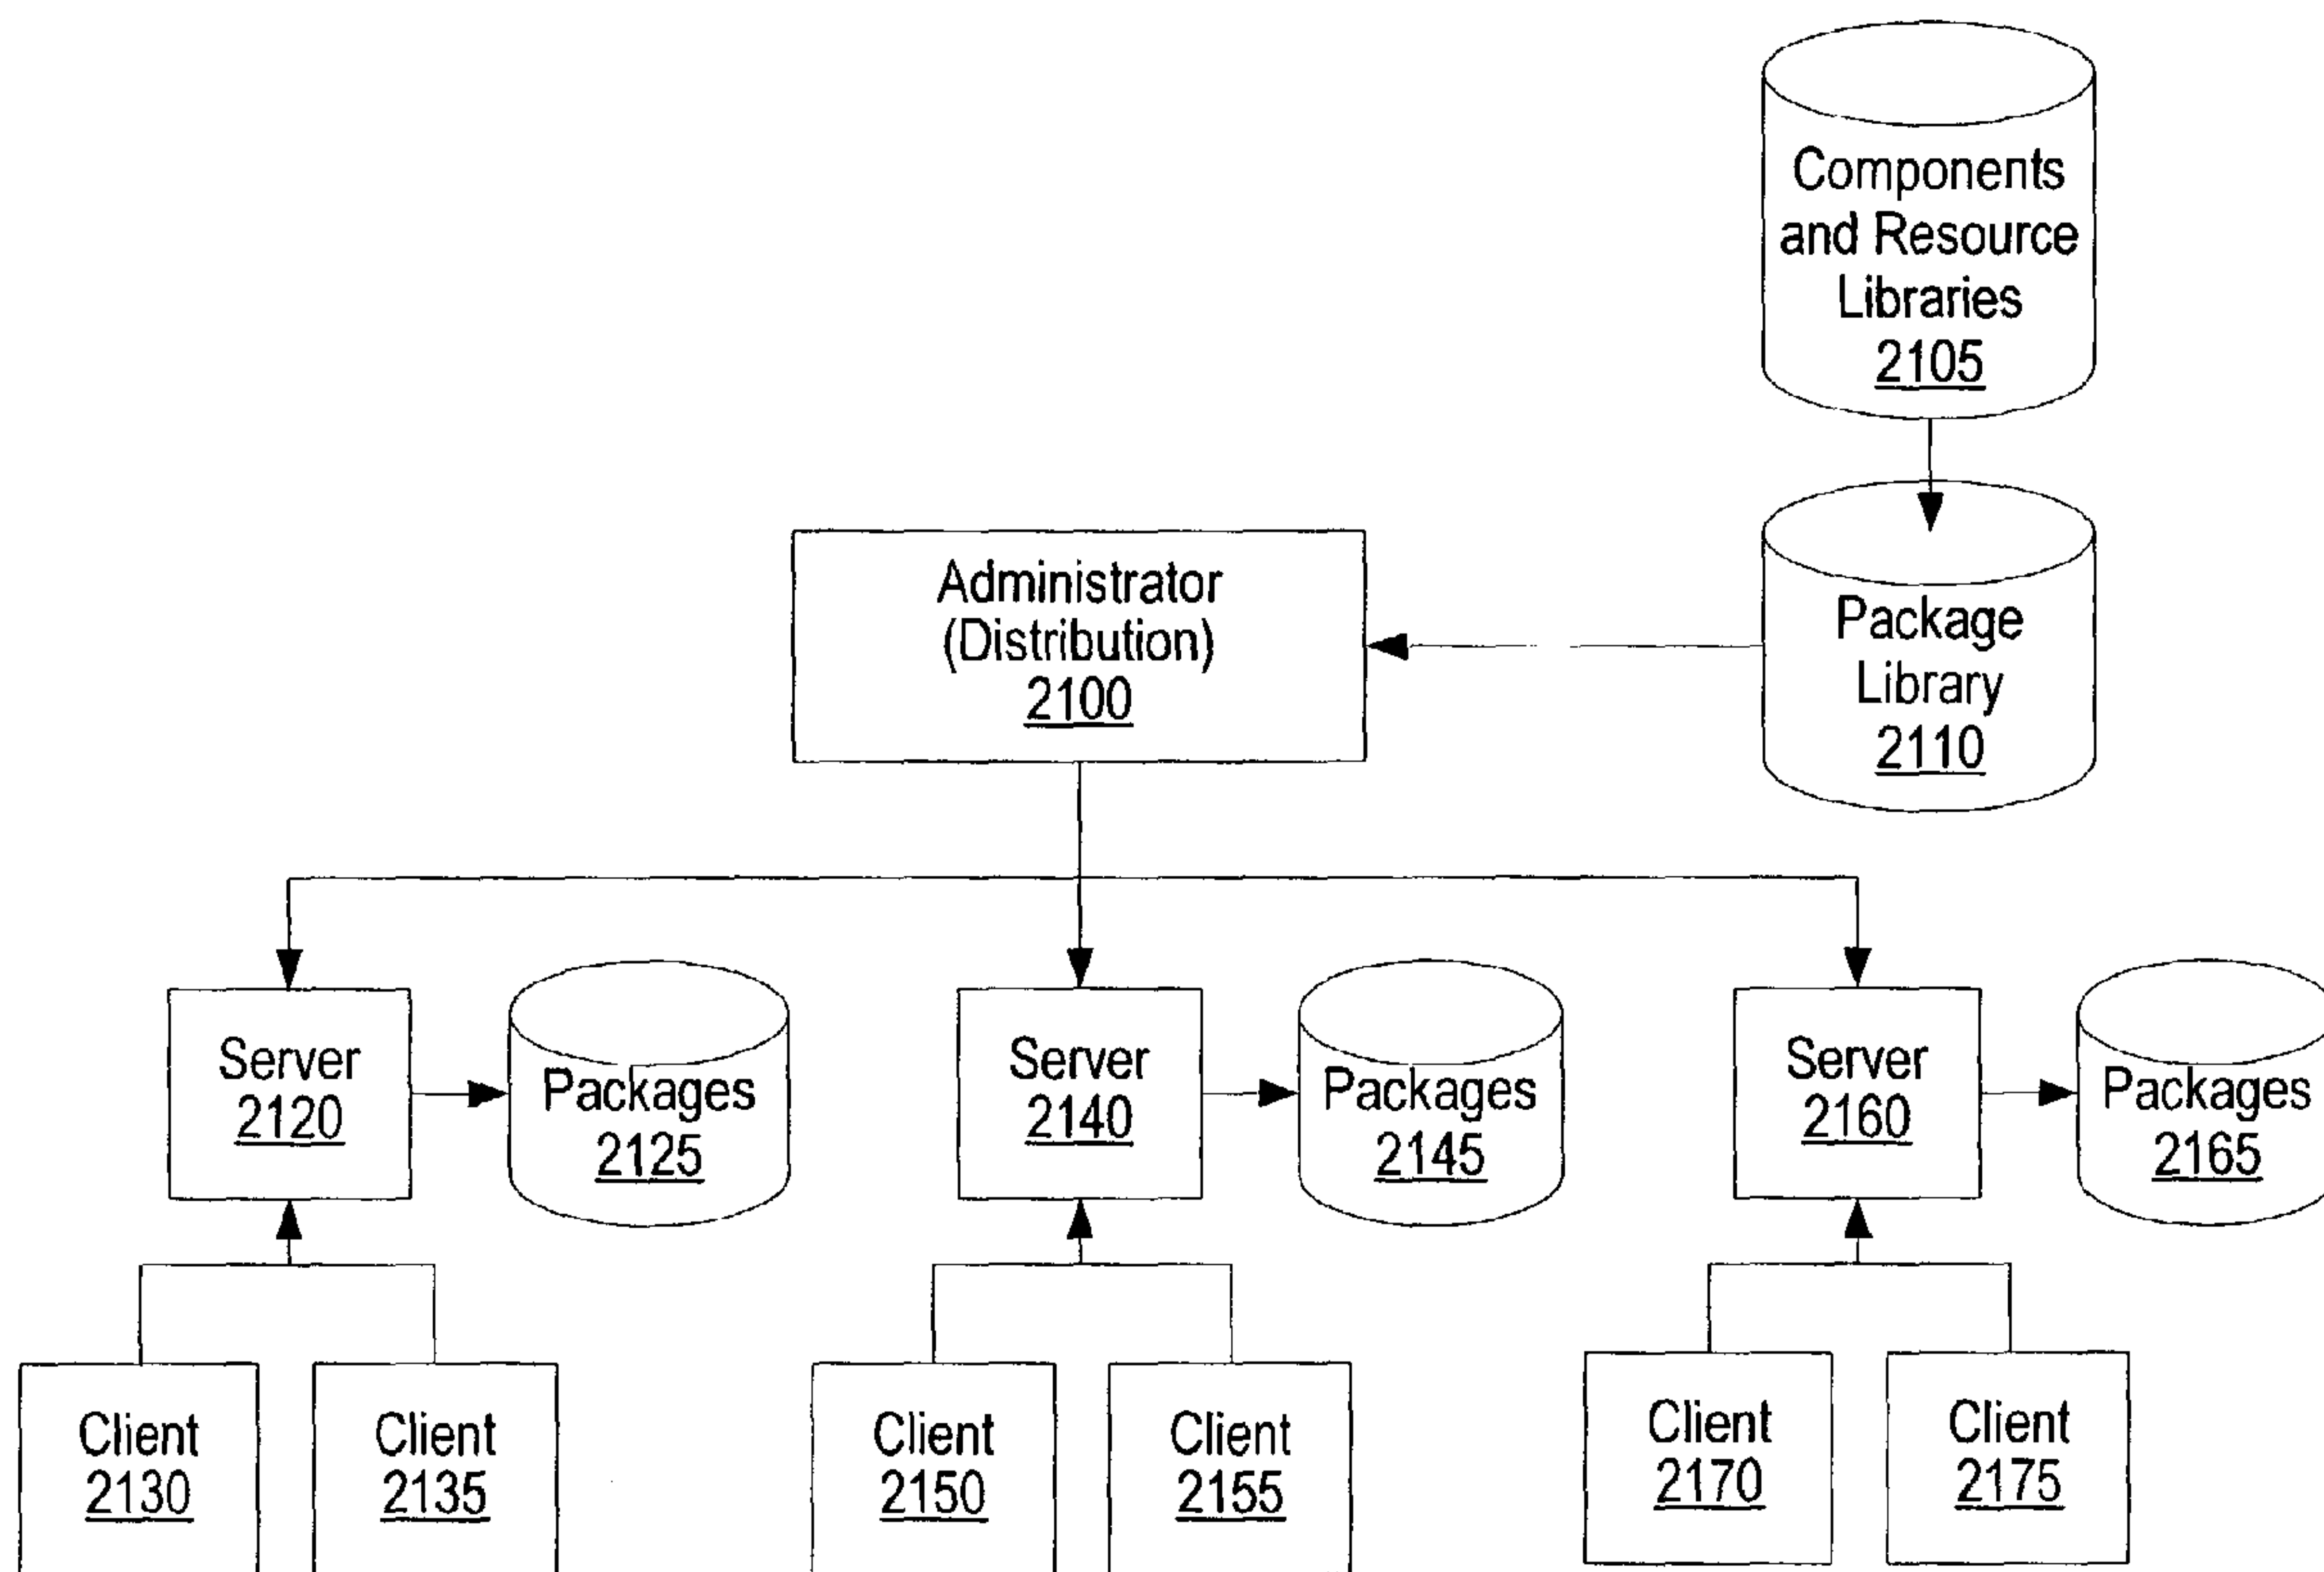 Components
and Resource
Libraries
2105
Administrator
(Distribution)
2100
Package
Library
2110
Server
2120
Packages
2125
Server
2140
Packages
2145
Server
2160
Packages
2165
Client
2130
Client
2135
Client
2150
Client
2155
Client
2170
Client
2175